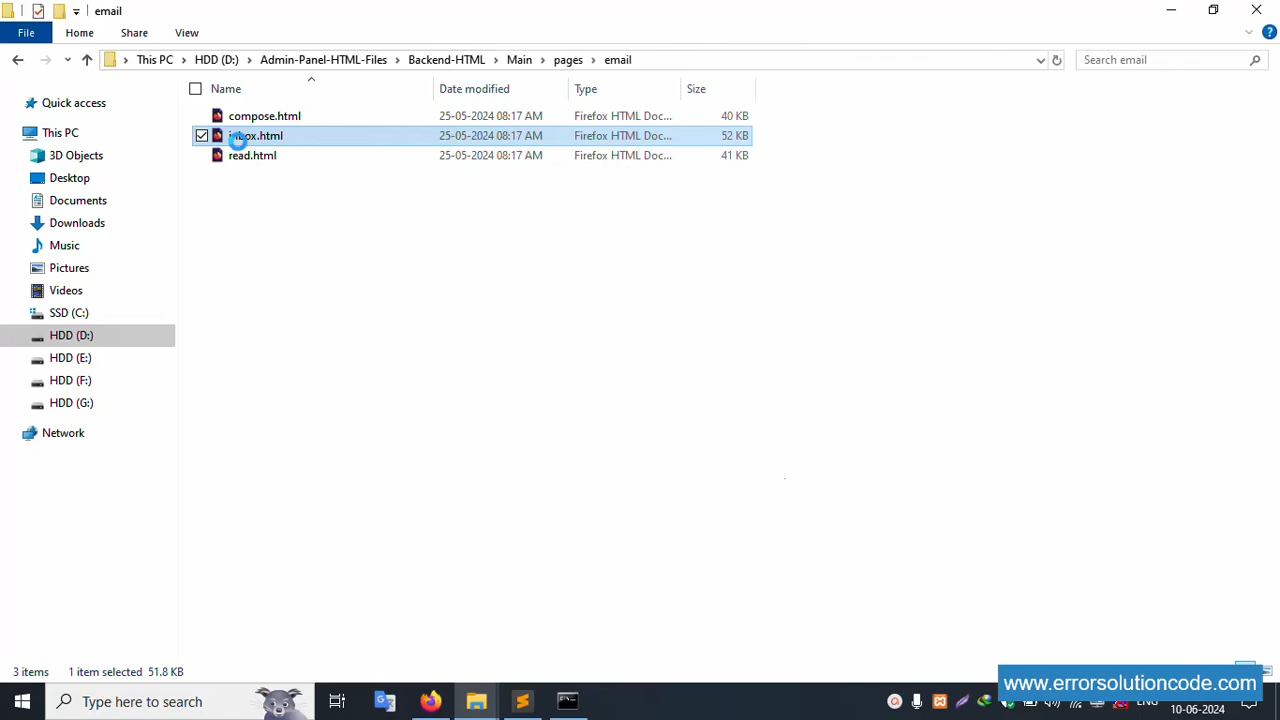 email
File Home Share View
This PC HDD (D:) Admin-Panel-HTML-Files Backend-HTML Main pages email Search email
Name Date modified Type Size
Quick access
compose.html 25-05-2024 08:17 AM Firefox HTML Doc... 40 KB
This PC
inbox.html 25-05-2024 08:17 AM Firefox HTML Doc... 52 KB
3D Objects
read.html 25-05-2024 08:17 AM Firefox HTML Doc... 41 KB
Desktop
Documents
Downloads
Music
Pictures
Videos
SSD (C:)
HDD (D:)
HDD (E:)
HDD (F:)
HDD (G:)
Network
3 items 1 item selected 51.8 KB
www.errorsolutioncode.com
Type here to search
ENG
10-06-2024